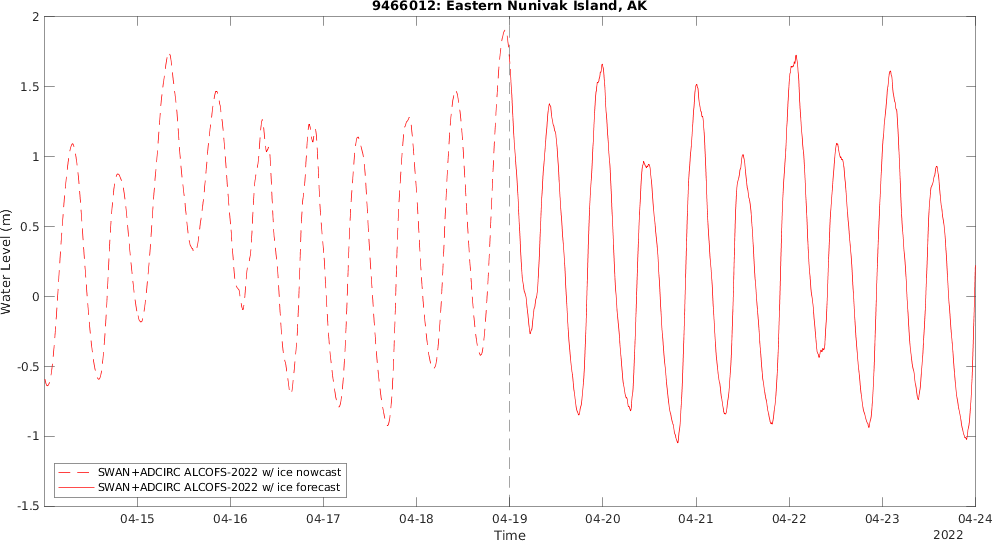 9466012: Eastern Nunivak Island, AK
2
1.5
1
0.5
0
-0.5
-1
-1.5
Water Level (m)
SWAN+ADCIRC ALCOFS-2022 w/ ice nowcast
SWAN+ADCIRC ALCOFS-2022 w/ ice forecast
04-15 04-16 04-17 04-18 04-19 04-20 04-21 04-22 04-23 04-24
Time
2022